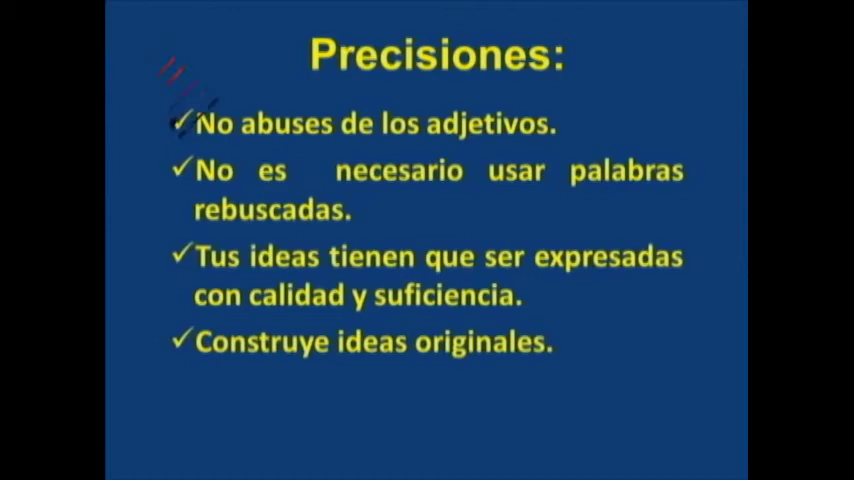 Precisiones:
✓No abuses de los adjetivos.
✓No es necesario usar palabras
rebuscadas.
✓Tus ideas tienen que ser expresadas
con calidad y suficiencia.
✓Construye ideas originales.